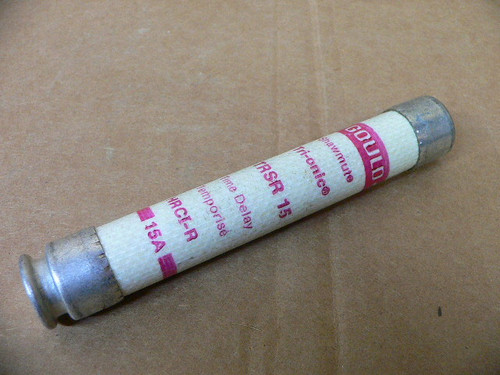 GOULD
Shawmut
Tri-onic®
TRSR 15
Time Delay
Temporisé
HRCI-R
15A